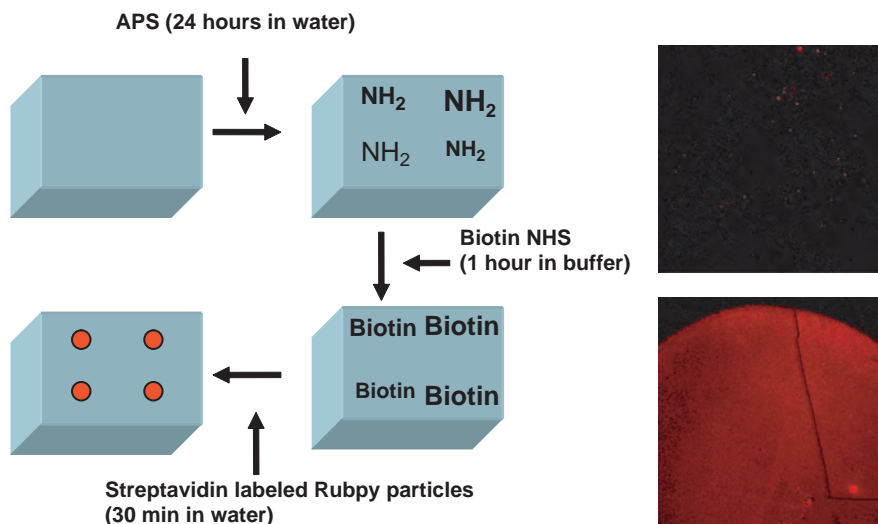 APS (24 hours in water)
NH2 NH2
NH2 NH2
Biotin NHS
(1 hour in buffer)
Biotin Biotin
Biotin Biotin
Streptavidin labeled Rubpy particles
(30 min in water)